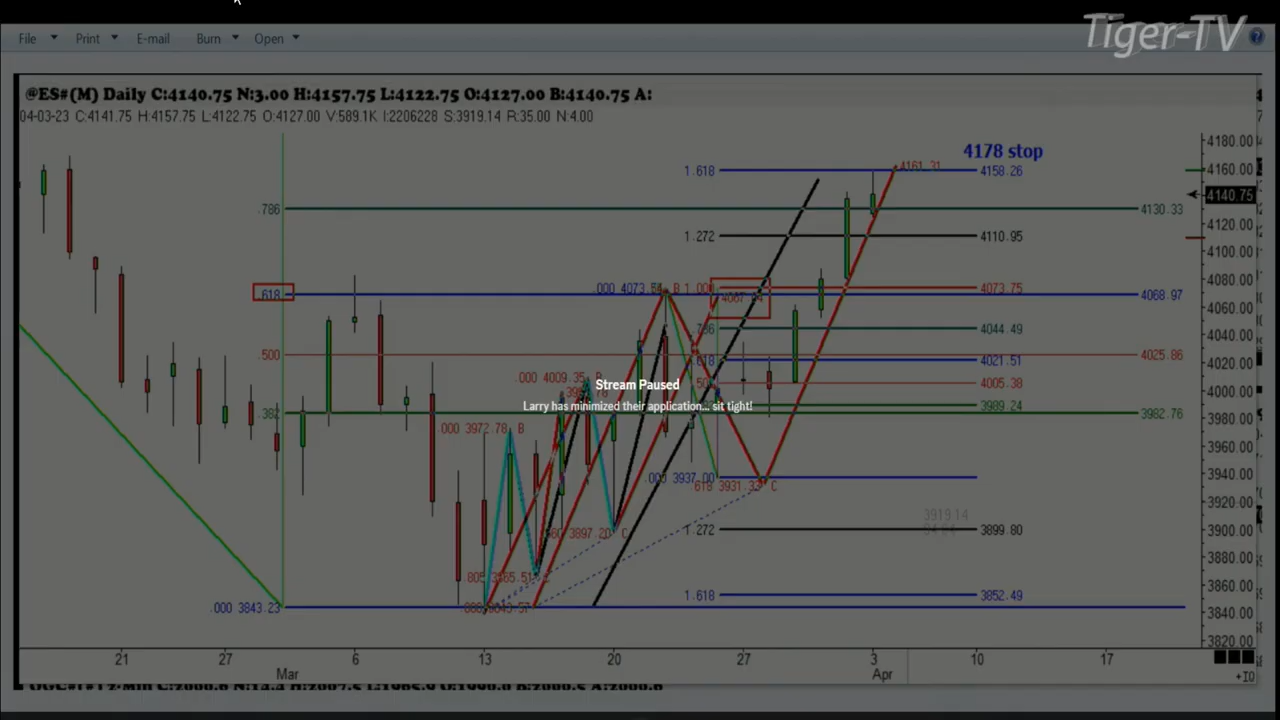 Tiger-TV
File Print E-mail Burn Open ?
@ES#(M) Daily C:4140.75 N:3.00 H:4157.75 L:4122.75 O:4127.00 B:4140.75 A:
04-03-23 C:4141.75 H:4157.75 L:4122.75 O:4127.00 V:589.1K I:2206228 S:3919.14 R:35.00 N:4.00
4178 stop
4180.00
1.618 4161.31 4158.26 4160.00
4140.75
.786 4130.33
4120.00
1.272 4110.95
4100.00
4080.00
.618 .000 B 1 4073.75
4068.97
4060.00
.786 4044.49
4040.00
.500 4025.86
.618 4021.51
4020.00
.000 4009.35 B 4005.38
Stream Paused
4000.00
Larry has minimized their application... sit tight!
3989.24
.382 3982.76
3980.00
.000 3972.78 B
3960.00
.000 3937.00
3940.00
618 C
3919.14
3920.00
1.272 3899.80
3900.00
3897.20 C
3880.00
3860.00
1.618 3852.49
.000 3843.23
3840.00
3820.00
21 27 6 13 20 27 3 10 17
Mar Apr
+10